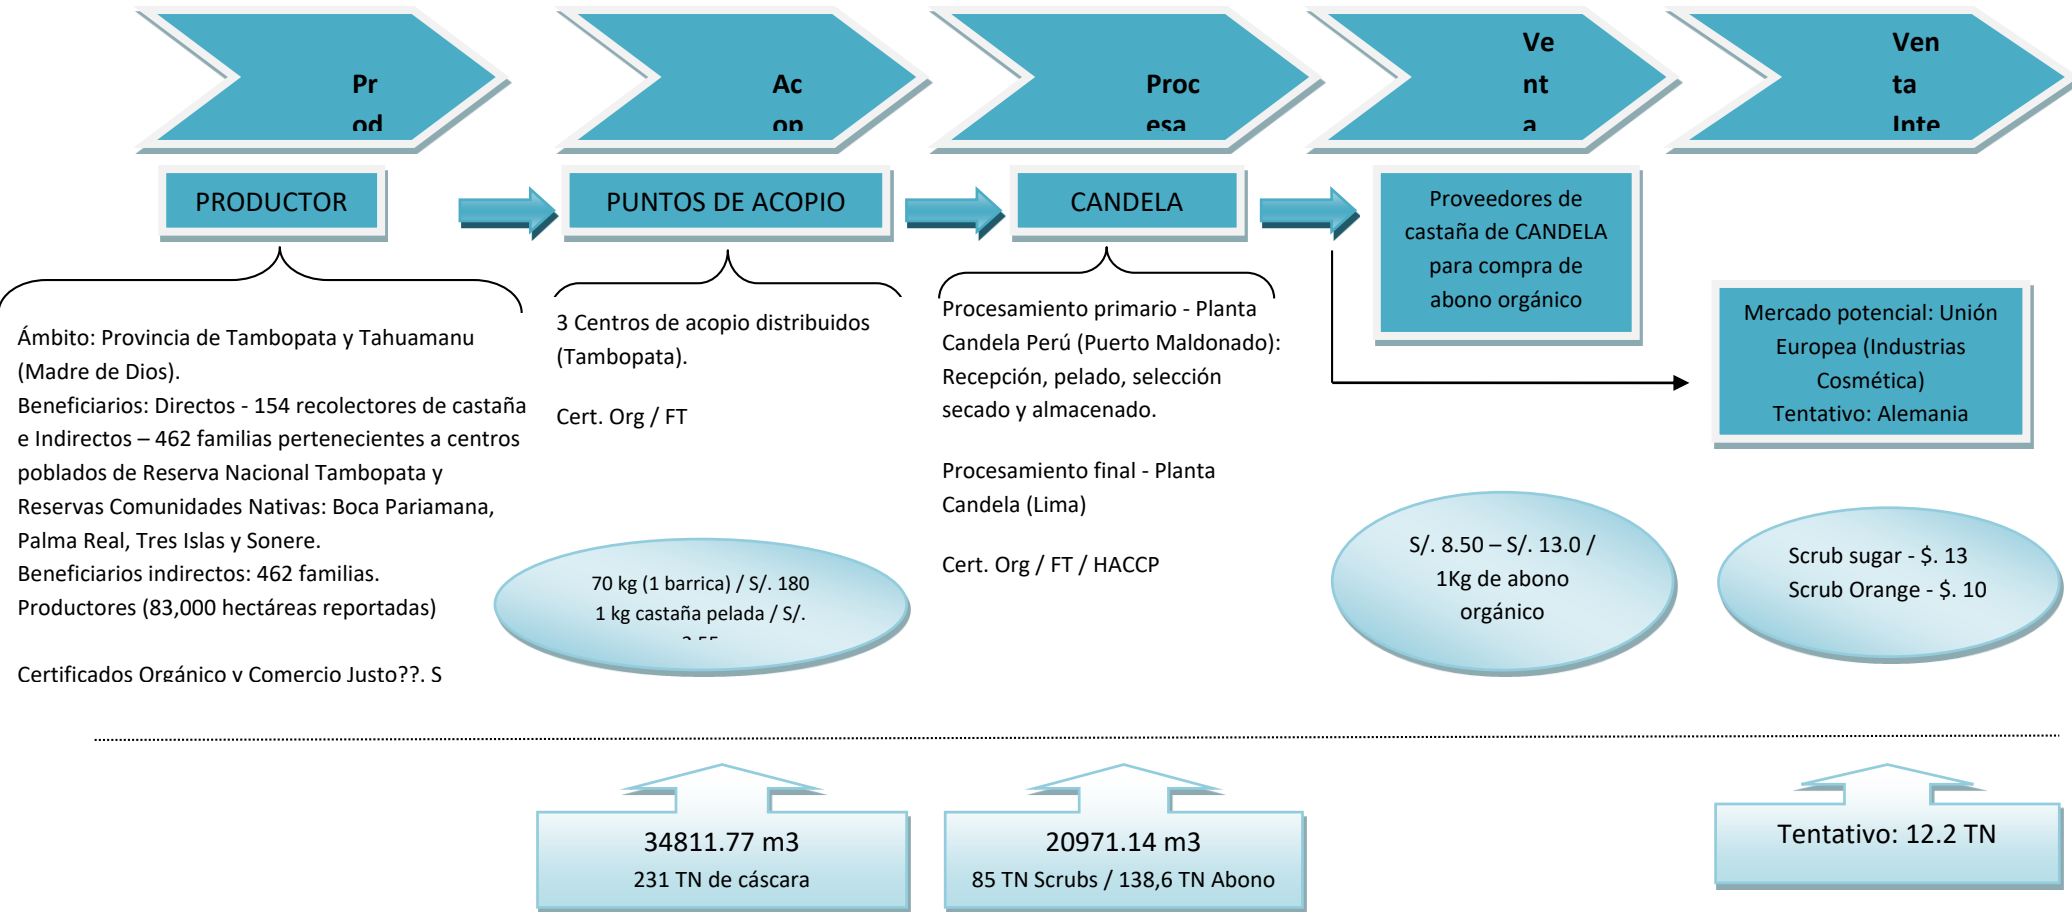 Pr
od
Ac
op
Proc
esa
Ve
nt
a
Ven
ta
Inte
PRODUCTOR
PUNTOS DE ACOPIO
CANDELA
Proveedores de
castaña de CANDELA
para compra de
abono orgánico
Mercado potencial: Unión
Europea (Industrias
Cosmética)
Tentativo: Alemania
Ámbito: Provincia de Tambopata y Tahuamanu
(Madre de Dios).
Beneficiarios: Directos - 154 recolectores de castaña
e Indirectos – 462 familias pertenecientes a centros
poblados de Reserva Nacional Tambopata y
Reservas Comunidades Nativas: Boca Pariamana,
Palma Real, Tres Islas y Sonere.
Beneficiarios indirectos: 462 familias.
Productores (83,000 hectáreas reportadas)
Certificados Orgánico y Comercio Justo??. S
3 Centros de acopio distribuidos
(Tambopata).
Cert. Org / FT
70 kg (1 barrica) / S/. 180
1 kg castaña pelada / S/.
Procesamiento primario - Planta
Candela Perú (Puerto Maldonado):
Recepción, pelado, selección
secado y almacenado.
Procesamiento final - Planta
Candela (Lima)
Cert. Org / FT / HACCP
S/. 8.50 – S/. 13.0 /
1Kg de abono
orgánico
Scrub sugar - $. 13
Scrub Orange - $. 10
34811.77 m3
231 TN de cáscara
20971.14 m3
85 TN Scrubs / 138,6 TN Abono
Tentativo: 12.2 TN